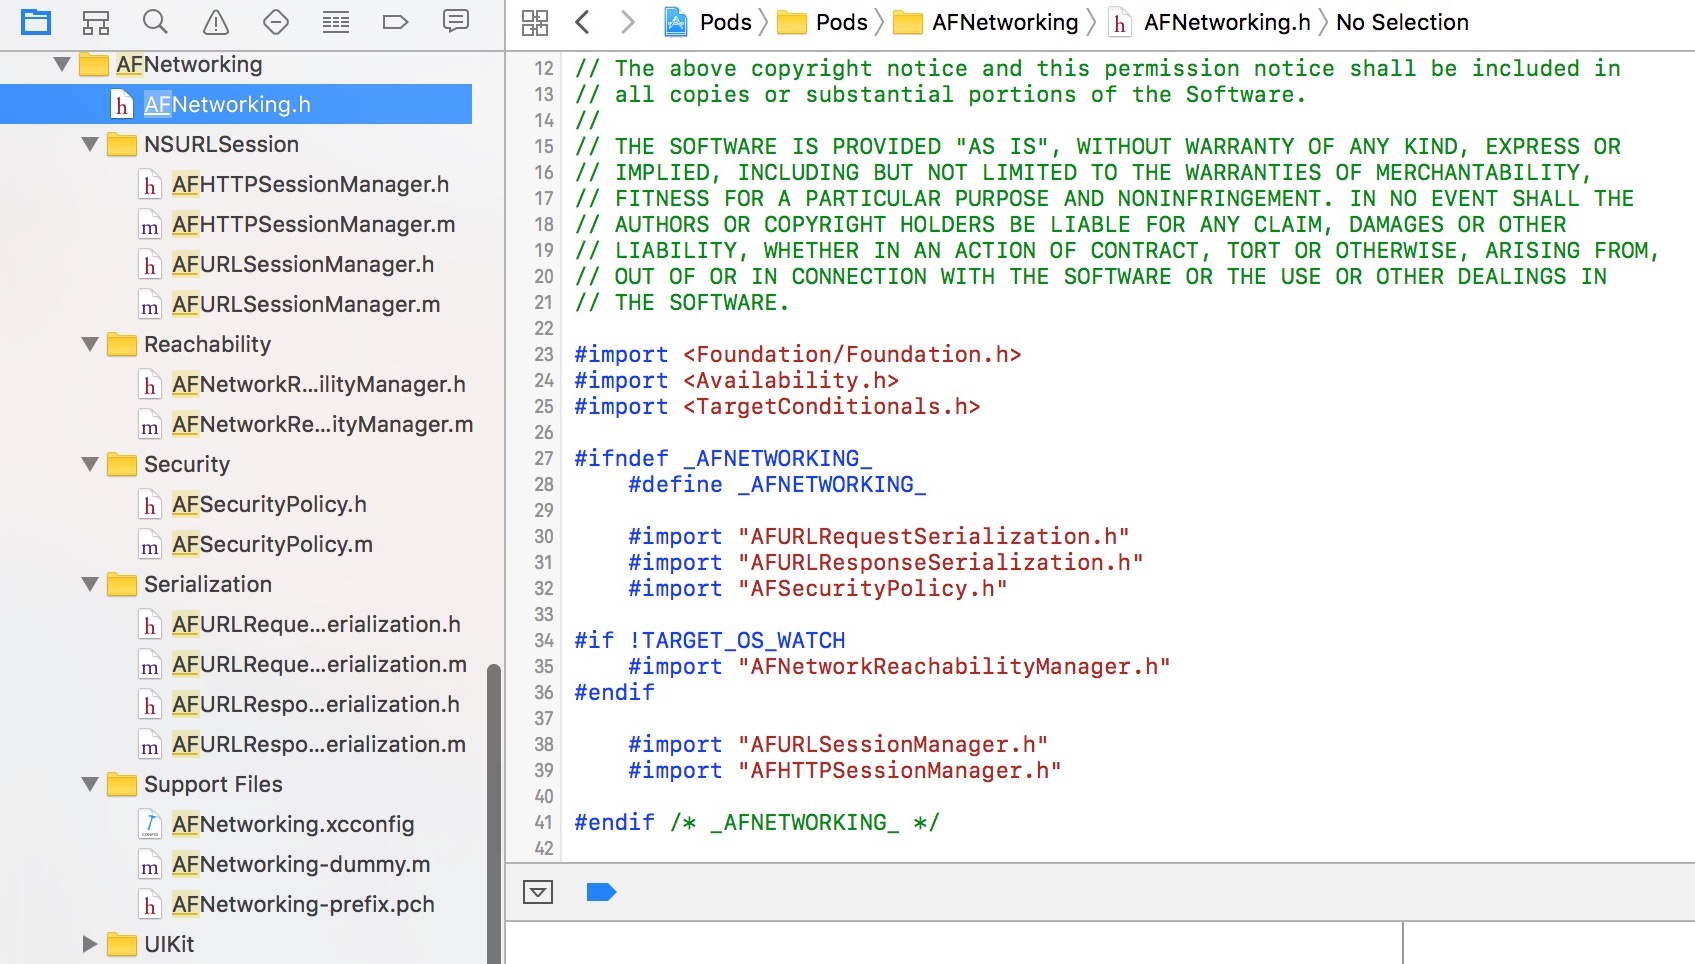 Pods Pods AFNetworking h AFNetworking.h No Selection
AFNetworking
h AFNetworking.h
NSURLSession
h AFHTTPSessionManager.h
m AFHTTPSessionManager.m
h AFURLSessionManager.h
m AFURLSessionManager.m
Reachability
h AFNetworkR...ilityManager.h
m AFNetworkRe...ityManager.m
Security
h AFSecurityPolicy.h
m AFSecurityPolicy.m
Serialization
h AFURLReque...erialization.h
m AFURLReque...erialization.m
h AFURLRespo...erialization.h
m AFURLRespo...erialization.m
Support Files
CONFIG AFNetworking.xcconfig
m AFNetworking-dummy.m
h AFNetworking-prefix.pch
UIKit
12 // The above copyright notice and this permission notice shall be included in
13 // all copies or substantial portions of the Software.
14 //
15 // THE SOFTWARE IS PROVIDED "AS IS", WITHOUT WARRANTY OF ANY KIND, EXPRESS OR
16 // IMPLIED, INCLUDING BUT NOT LIMITED TO THE WARRANTIES OF MERCHANTABILITY,
17 // FITNESS FOR A PARTICULAR PURPOSE AND NONINFRINGEMENT. IN NO EVENT SHALL THE
18 // AUTHORS OR COPYRIGHT HOLDERS BE LIABLE FOR ANY CLAIM, DAMAGES OR OTHER
19 // LIABILITY, WHETHER IN AN ACTION OF CONTRACT, TORT OR OTHERWISE, ARISING FROM,
20 // OUT OF OR IN CONNECTION WITH THE SOFTWARE OR THE USE OR OTHER DEALINGS IN
21 // THE SOFTWARE.
22
23 #import <Foundation/Foundation.h>
24 #import <Availability.h>
25 #import <TargetConditionals.h>
26
27 #ifndef _AFNETWORKING_
28 #define _AFNETWORKING_
29
30 #import "AFURLRequestSerialization.h"
31 #import "AFURLResponseSerialization.h"
32 #import "AFSecurityPolicy.h"
33
34 #if !TARGET_OS_WATCH
35 #import "AFNetworkReachabilityManager.h"
36 #endif
37
38 #import "AFURLSessionManager.h"
39 #import "AFHTTPSessionManager.h"
40
41 #endif /* _AFNETWORKING_ */
42